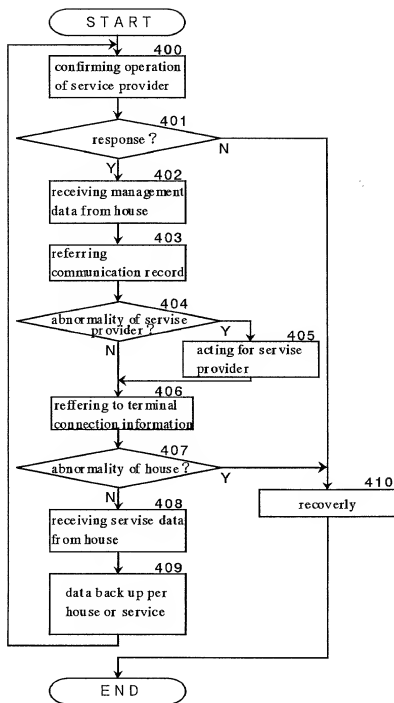 START
400
confirming operation
of service provider
401
response ?
N
Y
402
receiving management
data from house
403
referring
communication record
404
abnormality of servise
provider ?
Y
405
N
acting for servise
provider
406
reffering to terminal
connection information
407
abnormality of house ?
Y
N
410
408
recoverly
receiving servise data
from house
409
data back up per
house or service
END